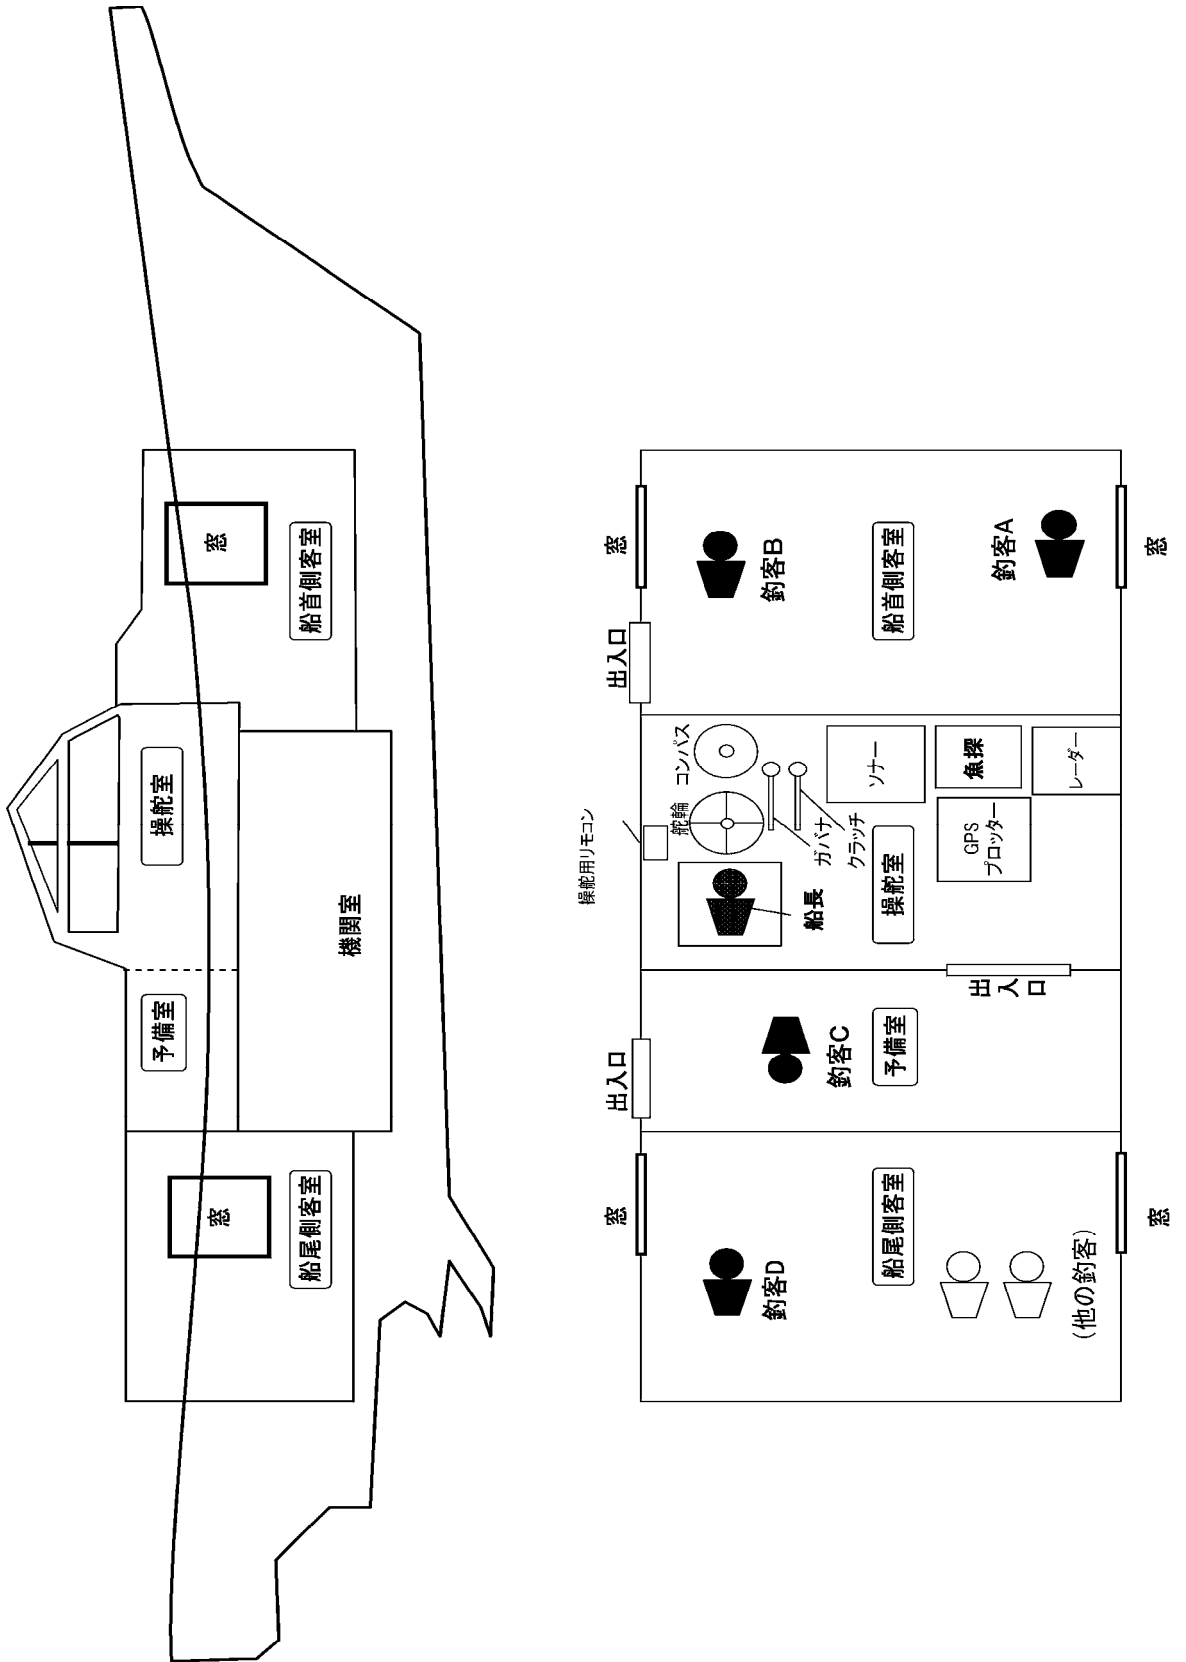 操舵室
予備室
窓
窓
船尾側客室
機関室
船首側客室
操舵用リモコン
窓
出入口
出入口
窓
舵輪
コンパス
釣客D
釣客C
船長
ガバナ
クラッチ
釣客B
船尾側客室
予備室
操舵室
ソナー
船首側客室
出入口
GPS
プロッター
魚探
釣客A
(他の釣客)
レーダー
窓
窓